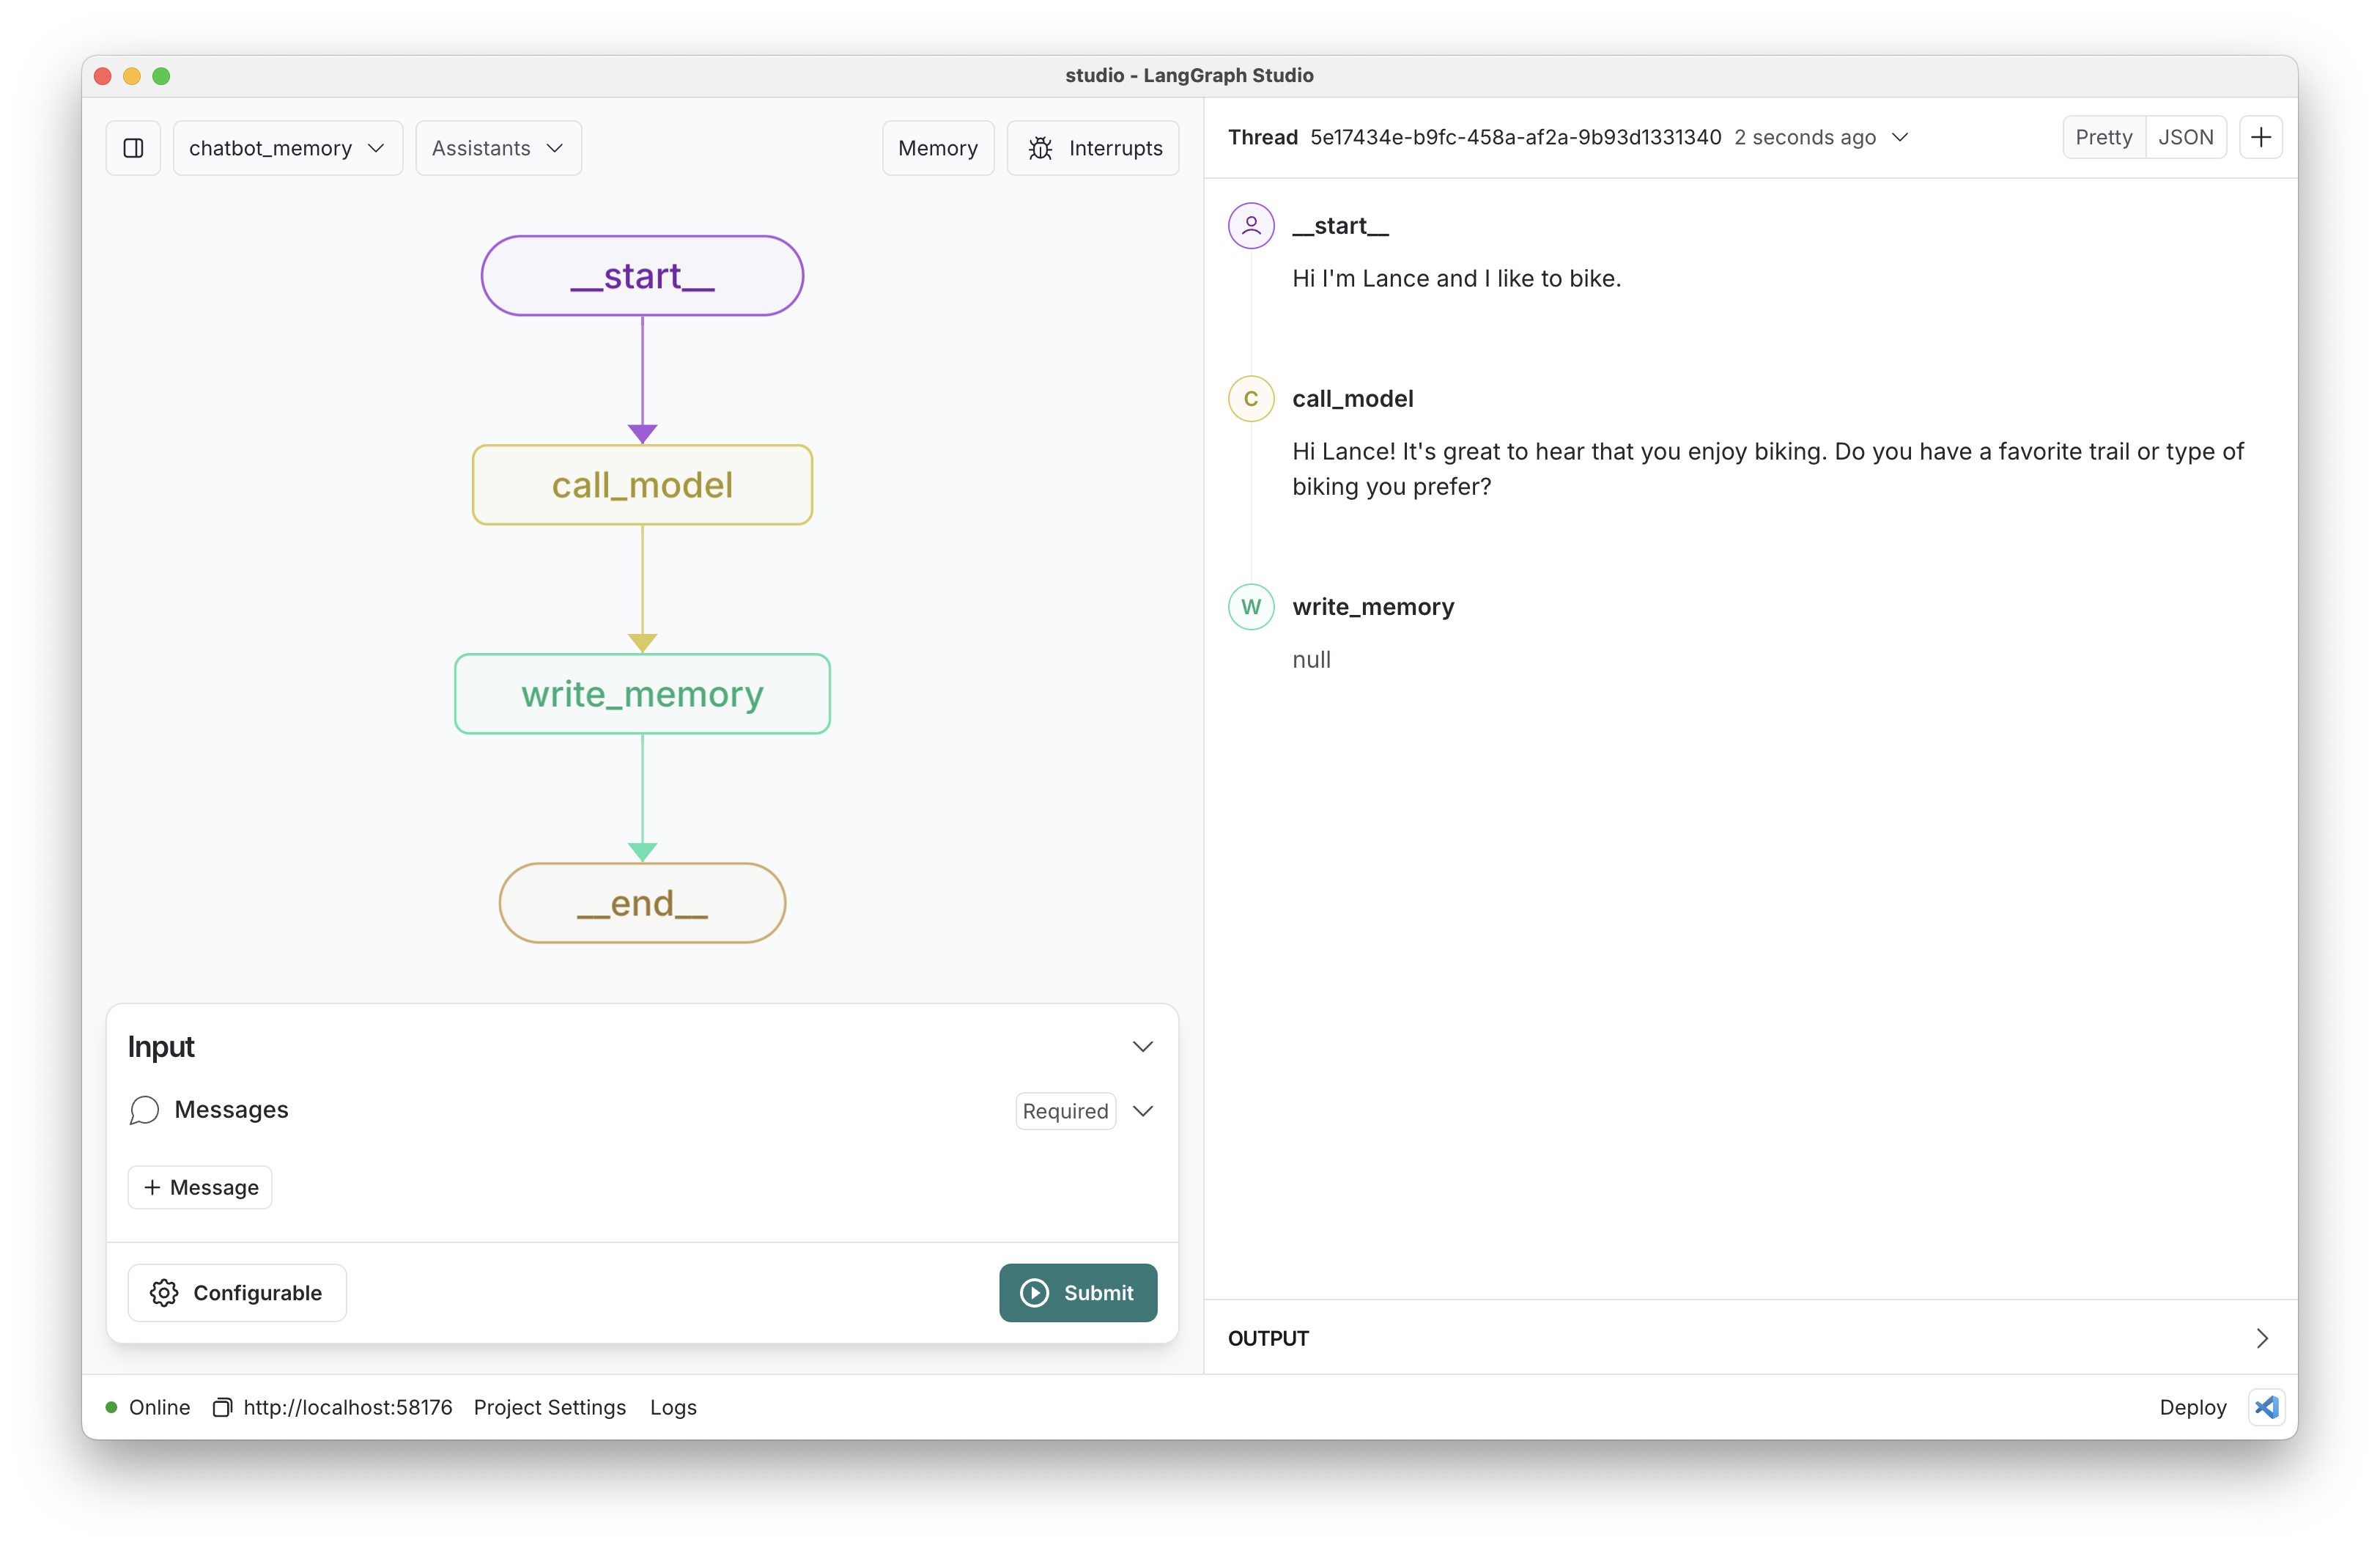 studio - LangGraph Studio
chatbot_memory
Assistants
Memory
Interrupts
__start__
call_model
write_memory
__end__
Input
Messages
Required
+ Message
Configurable
Submit
Thread 5e17434e-b9fc-458a-af2a-9b93d1331340 2 seconds ago
Pretty
JSON
__start__
Hi I'm Lance and I like to bike.
C
call_model
Hi Lance! It's great to hear that you enjoy biking. Do you have a favorite trail or type of
biking you prefer?
W
write_memory
null
OUTPUT
Online
http://localhost:58176
Project Settings
Logs
Deploy